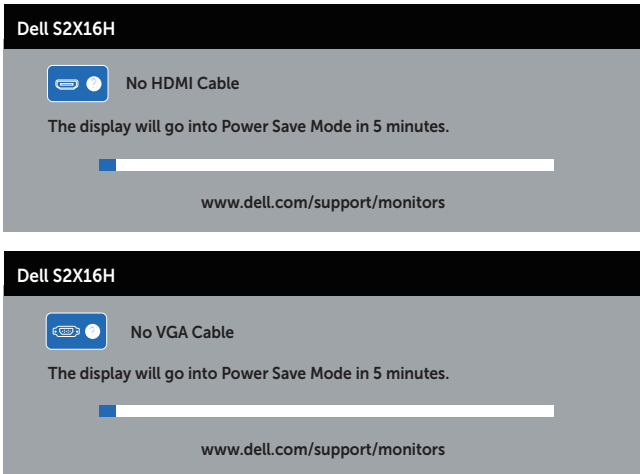 Dell S2X16H
No HDMI Cable
The display will go into Power Save Mode in 5 minutes.
www.dell.com/support/monitors
Dell S2X16H
No VGA Cable
The display will go into Power Save Mode in 5 minutes.
www.dell.com/support/monitors